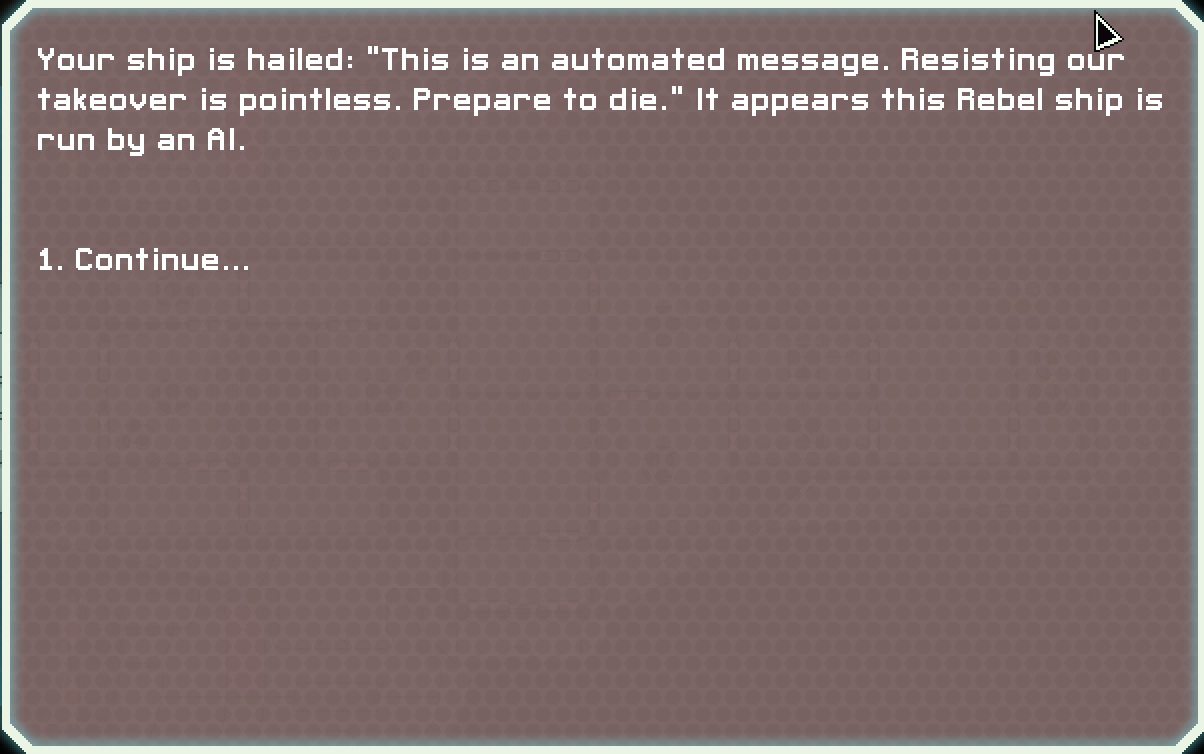 Your ship is hailed: "This is an automated message. Resisting our
takeover is pointless. Prepare to die." It appears this Rebel ship is
run by an AI.
1. Continue...